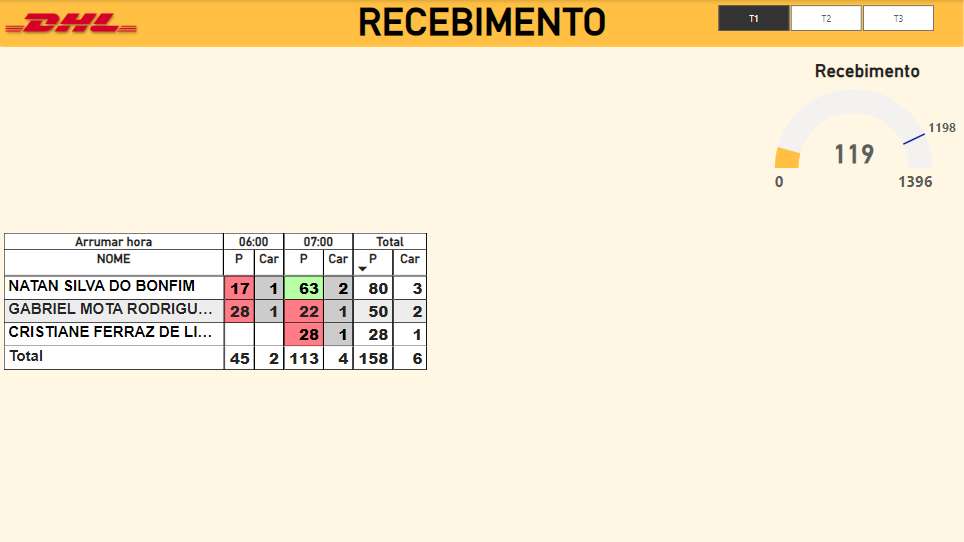 DHL
RECEBIMENTO
T1 T2 T3
Recebimento
1198
119
0 1396
Arrumar hora 06:00 07:00 Total
NOME P Car P Car P Car
NATAN SILVA DO BONFIM 17 1 63 2 80 3
GABRIEL MOTA RODRIGU... 28 1 22 1 50 2
CRISTIANE FERRAZ DE LI... 28 1 28 1
Total 45 2 113 4 158 6